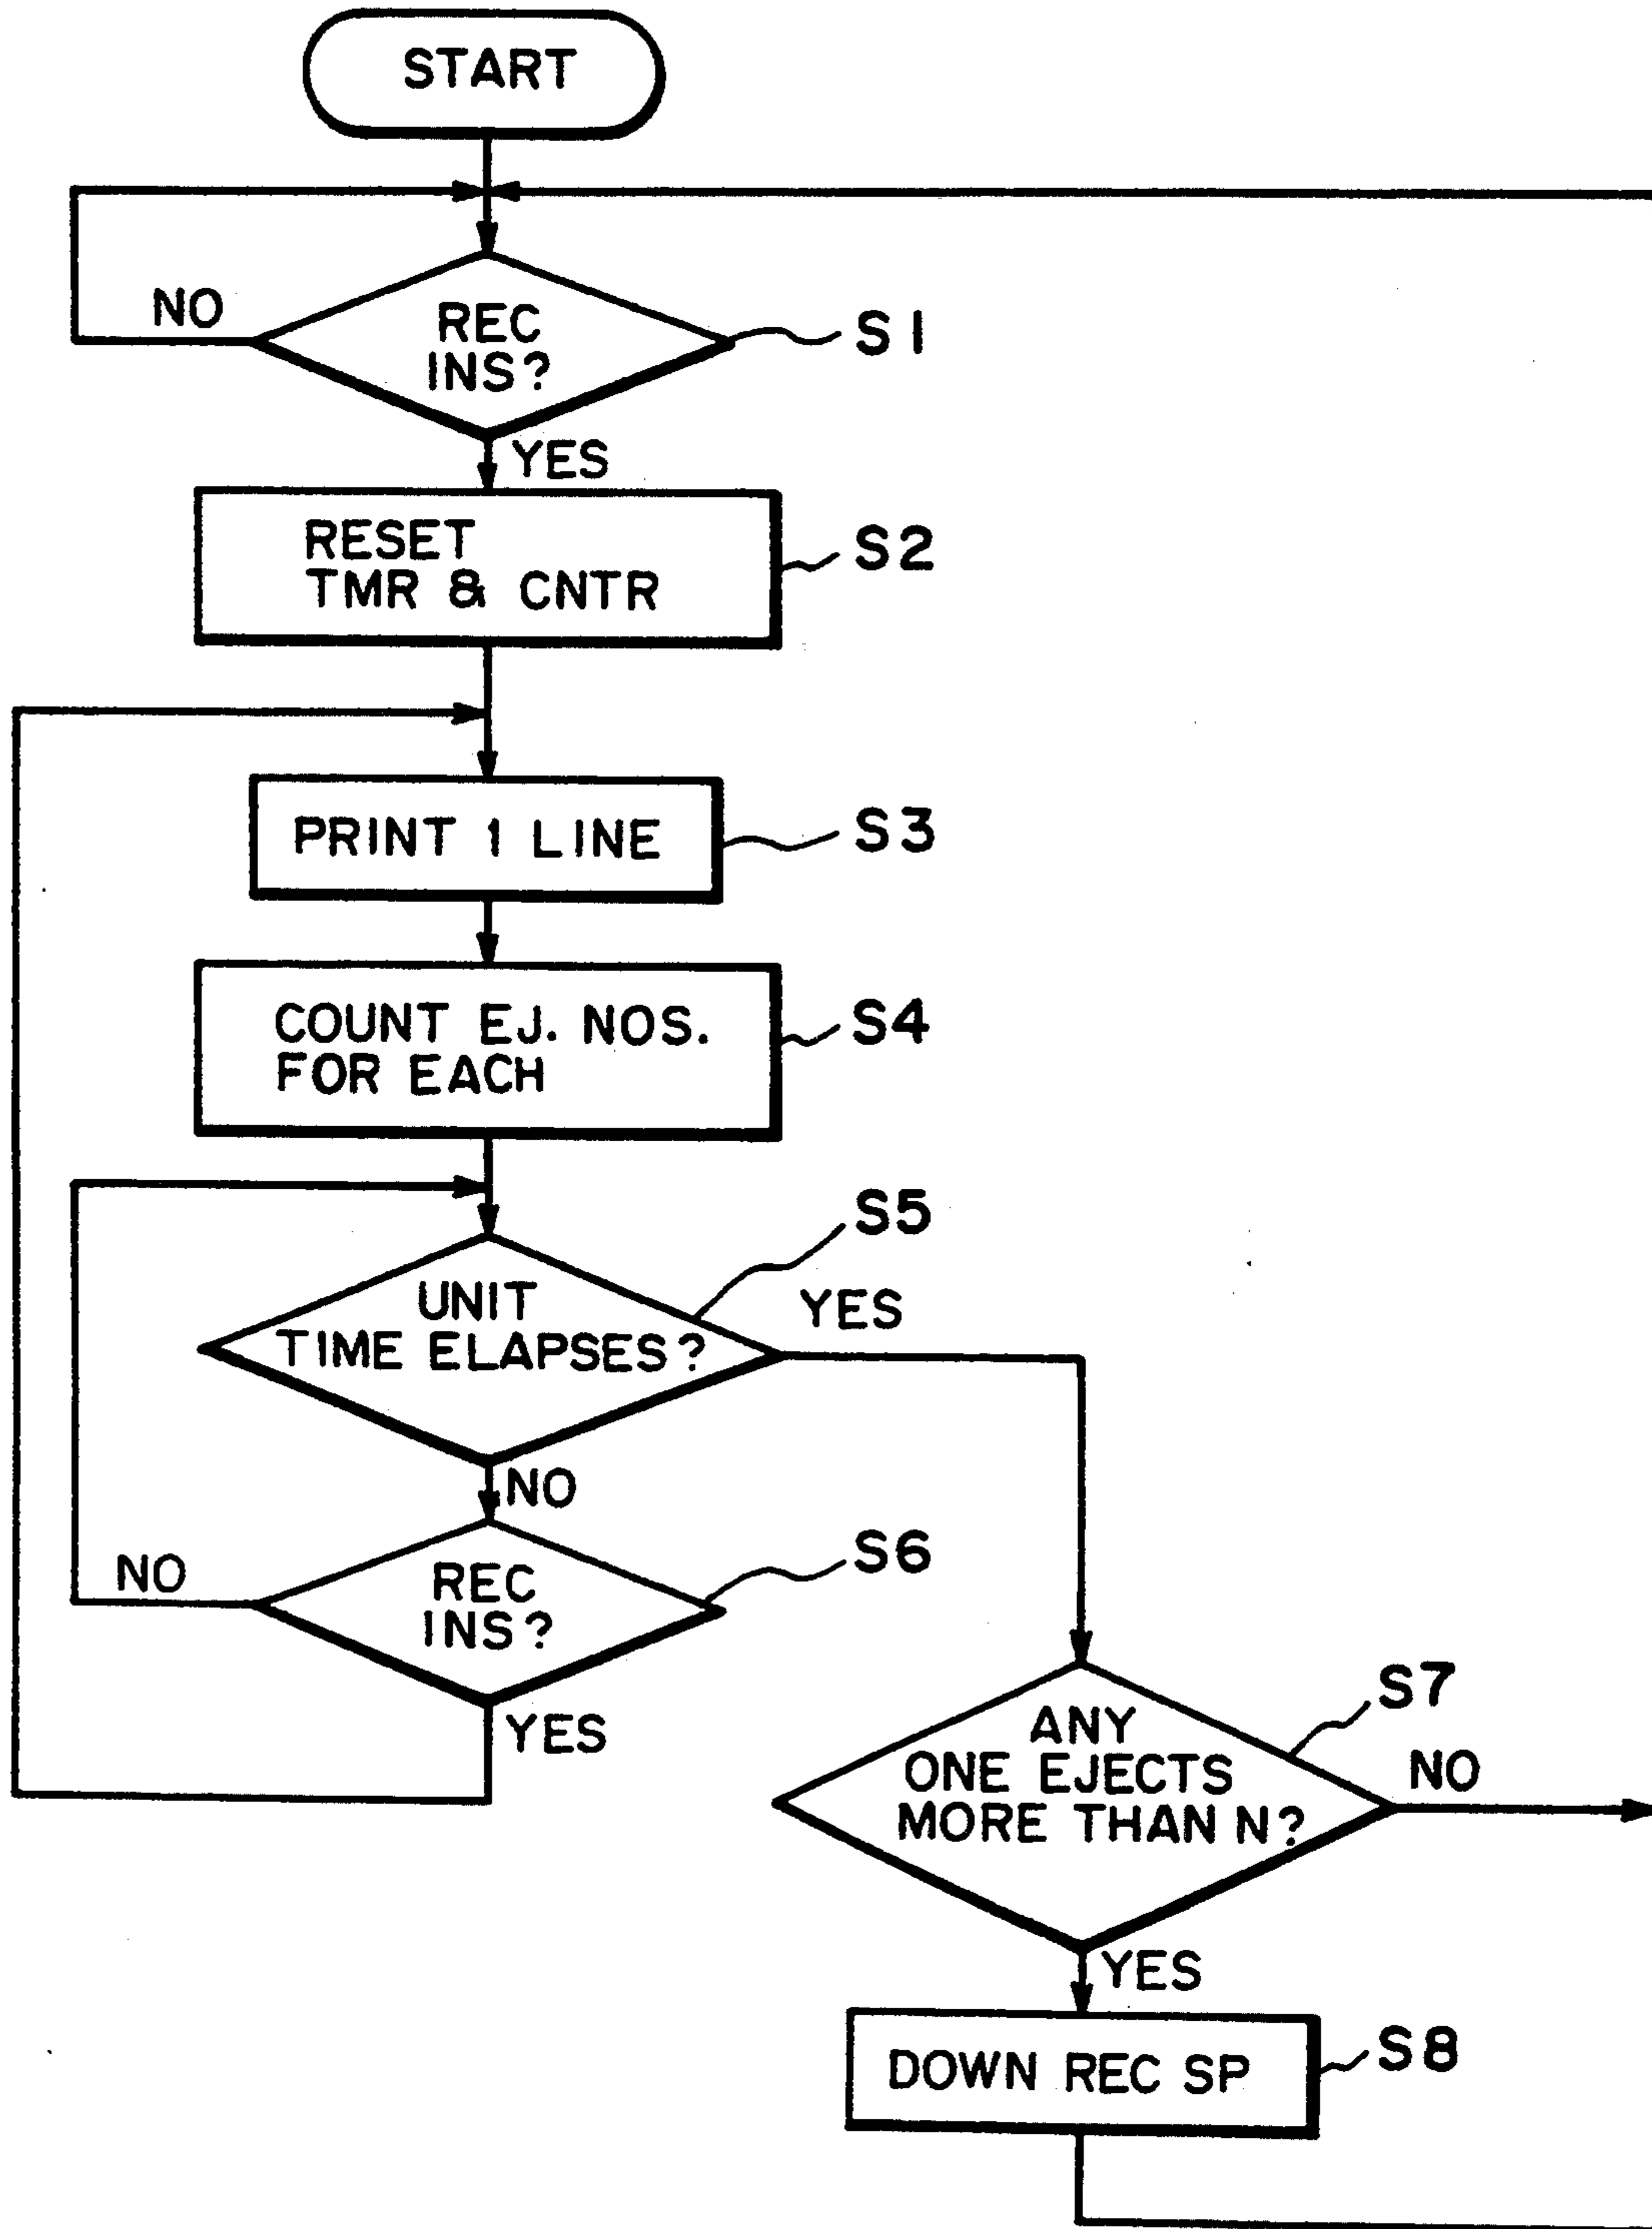 START
NO
REC
INS?
S1
YES
RESET
TMR & CNTR
S2
PRINT 1 LINE
S3
COUNT EJ. NOS.
FOR EACH
S4
S5
UNIT
TIME ELAPSES?
YES
NO
S6
NO
REC
INS?
YES
S7
ANY
ONE EJECTS
MORE THAN N?
NO
YES
DOWN REC SP
S8